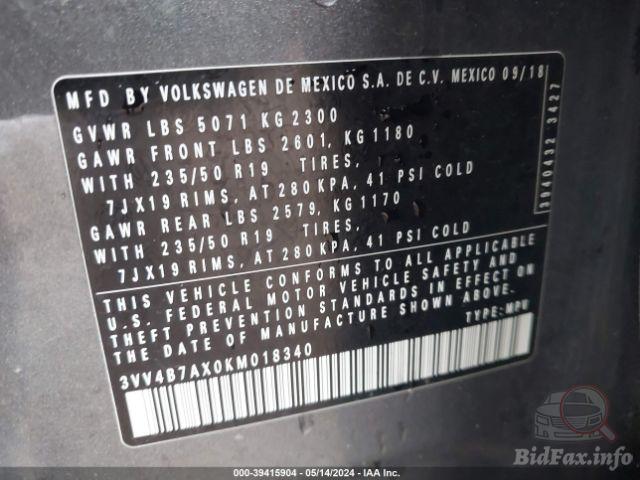 MFD BY VOLKSWAGEN DE MEXICO S.A. DE C.V. MEXICO 09/18
GVWR LBS 5071 KG 2300
GAWR FRONT LBS 2601, KG 1180
WITH 235/50 R19 TIRES,
7JX19 RIMS, AT 280 KPA, 41 PSI COLD
GAWR REAR LBS 2579, KG 1170
WITH 235/50 R19 TIRES,
7JX19 RIMS, AT 280 KPA, 41 PSI COLD
THIS VEHICLE CONFORMS TO ALL APPLICABLE
U.S. FEDERAL MOTOR VEHICLE SAFETY AND
THEFT PREVENTION STANDARDS IN EFFECT ON
THE DATE OF MANUFACTURE SHOWN ABOVE.
TYPE: MPU
3VV4B7AX0KM018340
3040432 3427
BidFax.info
000-39415904 - 05/14/2024 - IAA Inc.